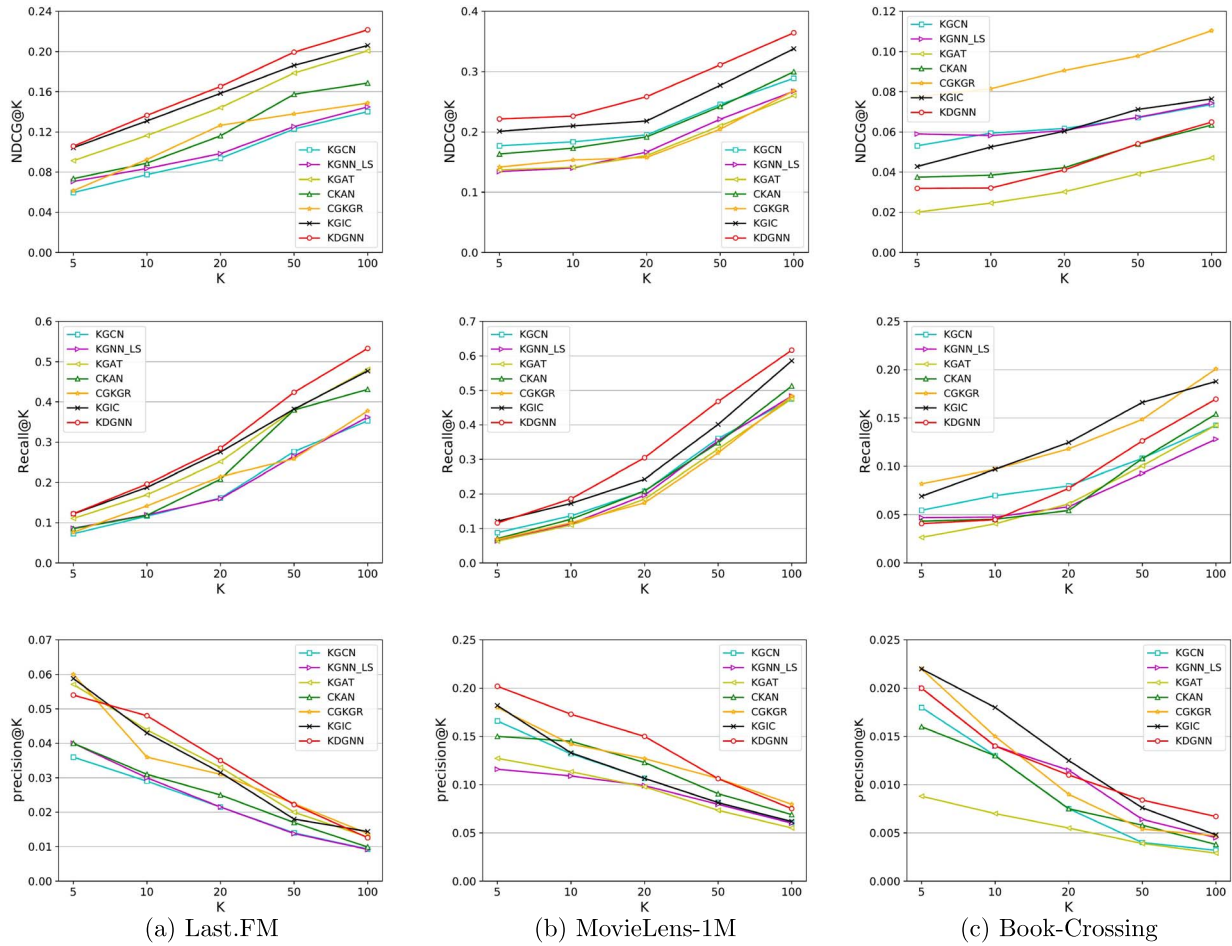 0.24
0.20
0.16
0.12
0.08
0.04
0.00
NDCG@K
5 10 20 50 100
K
KGCN
KGNN_LS
KGAT
CKAN
CGKGR
KGIC
KDGNN
0.4
0.3
0.2
0.1
0.0
NDCG@K
5 10 20 50 100
K
KGCN
KGNN_LS
KGAT
CKAN
CGKGR
KGIC
KDGNN
0.12
0.10
0.08
0.06
0.04
0.02
0.00
NDCG@K
5 10 20 50 100
K
KGCN
KGNN_LS
KGAT
CKAN
CGKGR
KGIC
KDGNN
0.6
0.5
0.4
0.3
0.2
0.1
0.0
Recall@K
5 10 20 50 100
K
KGCN
KGNN_LS
KGAT
CKAN
CGKGR
KGIC
KDGNN
0.7
0.6
0.5
0.4
0.3
0.2
0.1
0.0
Recall@K
5 10 20 50 100
K
KGCN
KGNN_LS
KGAT
CKAN
CGKGR
KGIC
KDGNN
0.25
0.20
0.15
0.10
0.05
0.00
Recall@K
5 10 20 50 100
K
KGCN
KGNN_LS
KGAT
CKAN
CGKGR
KGIC
KDGNN
0.07
0.06
0.05
0.04
0.03
0.02
0.01
0.00
precision@K
5 10 20 50 100
K
KGCN
KGNN_LS
KGAT
CKAN
CGKGR
KGIC
KDGNN
0.25
0.20
0.15
0.10
0.05
0.00
precision@K
5 10 20 50 100
K
KGCN
KGNN_LS
KGAT
CKAN
CGKGR
KGIC
KDGNN
0.025
0.020
0.015
0.010
0.005
0.000
precision@K
5 10 20 50 100
K
KGCN
KGNN_LS
KGAT
CKAN
CGKGR
KGIC
KDGNN
(a) Last.FM
(b) MovieLens-1M
(c) Book-Crossing